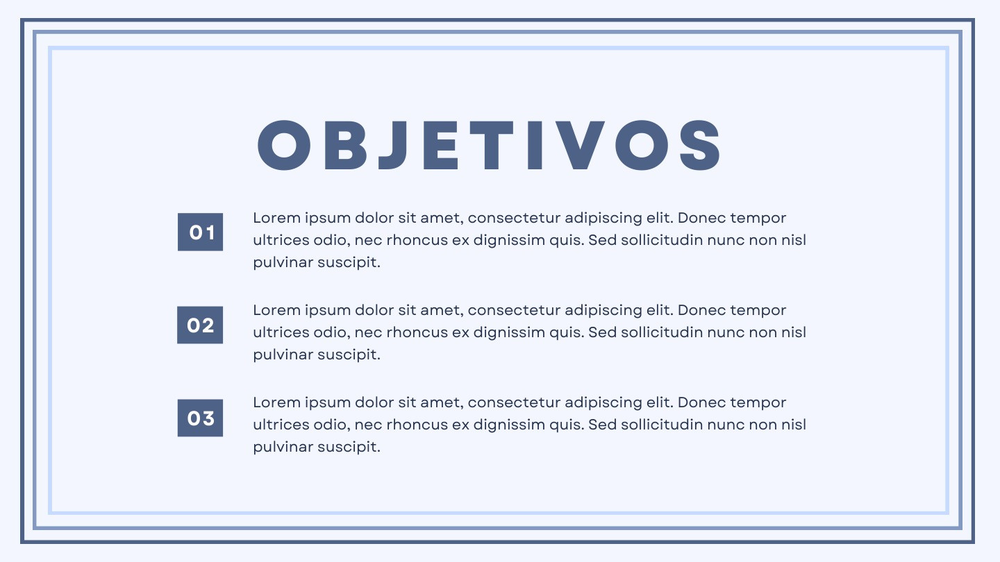 OBJETIVOS
01
Lorem ipsum dolor sit amet, consectetur adipiscing elit. Donec tempor
ultrices odio, nec rhoncus ex dignissim quis. Sed sollicitudin nunc non nisl
pulvinar suscipit.
02
Lorem ipsum dolor sit amet, consectetur adipiscing elit. Donec tempor
ultrices odio, nec rhoncus ex dignissim quis. Sed sollicitudin nunc non nisl
pulvinar suscipit.
03
Lorem ipsum dolor sit amet, consectetur adipiscing elit. Donec tempor
ultrices odio, nec rhoncus ex dignissim quis. Sed sollicitudin nunc non nisl
pulvinar suscipit.